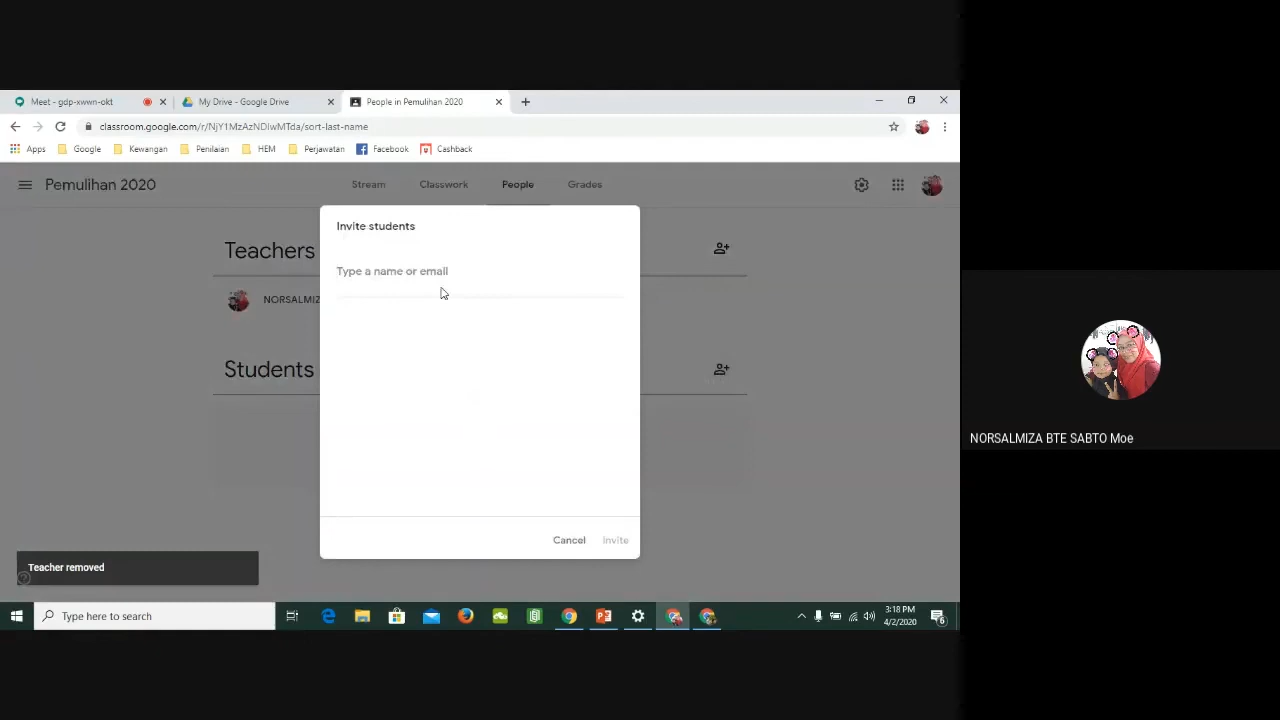 Meet - gdp-xwwn-okt
My Drive - Google Drive
People in Pemulihan 2020
classroom.google.com/r/NjY1MzAzNDIwMTda/sort-last-name
Apps Google Kewangan Penilaian HEM Perjawatan Facebook Cashback
Pemulihan 2020
Stream Classwork People Grades
Invite students
Type a name or email
Teachers
NORSALMIZA
Students
Cancel Invite
Teacher removed
Type here to search
3:18 PM
4/2/2020
6
NORSALMIZA BTE SABTO Moe